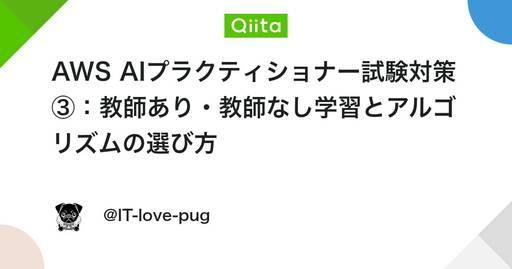 Qiita
AWS AIプラクティショナー試験対策
③：教師あり・教師なし学習とアルゴ
リズムの選び方
@IT-love-pug